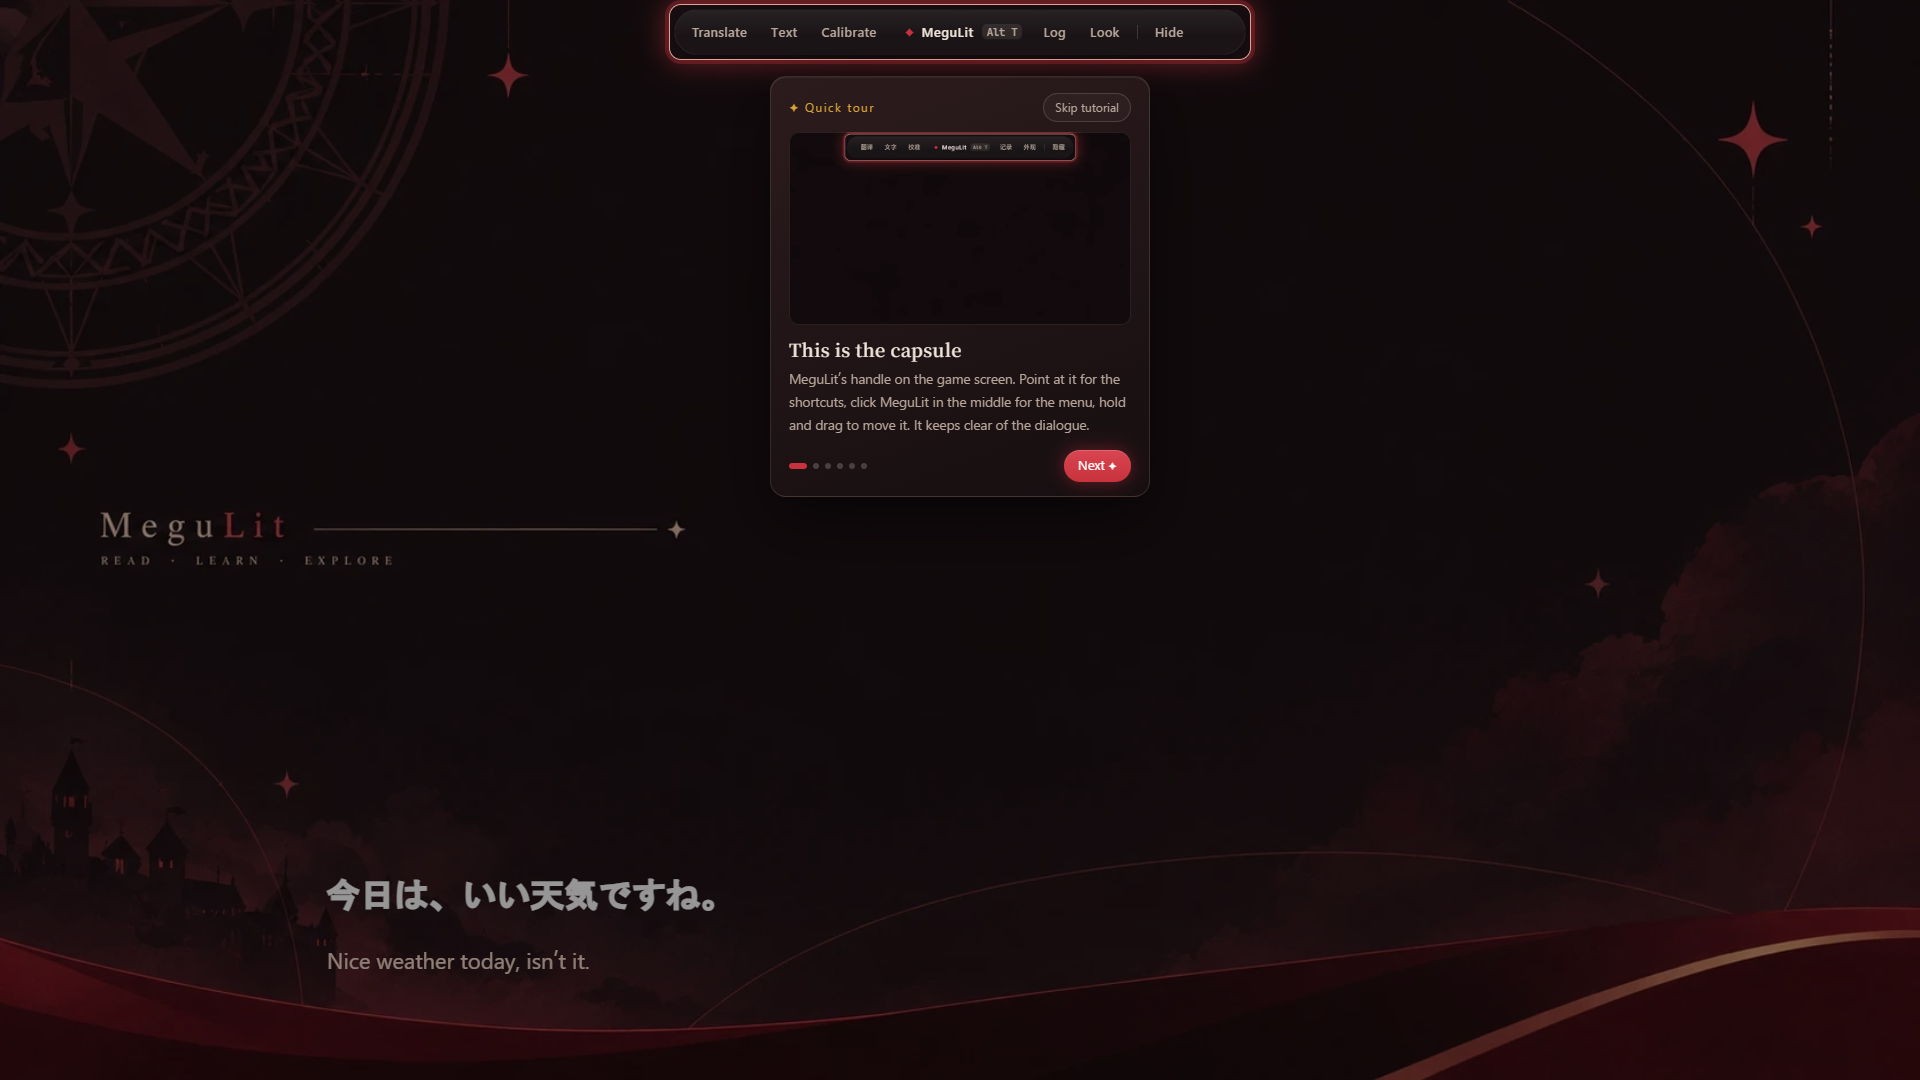 Translate Text Calibrate MeguLit Alt T Log Look Hide
Quick tour
Skip tutorial
翻译 文字 校准 MeguLit Alt T 记录 外观 隐藏
This is the capsule
MeguLit's handle on the game screen. Point at it for the
shortcuts, click MeguLit in the middle for the menu, hold
and drag to move it. It keeps clear of the dialogue.
Next
MeguLit
READ · LEARN · EXPLORE
今日は、いい天気ですね。
Nice weather today, isn't it.